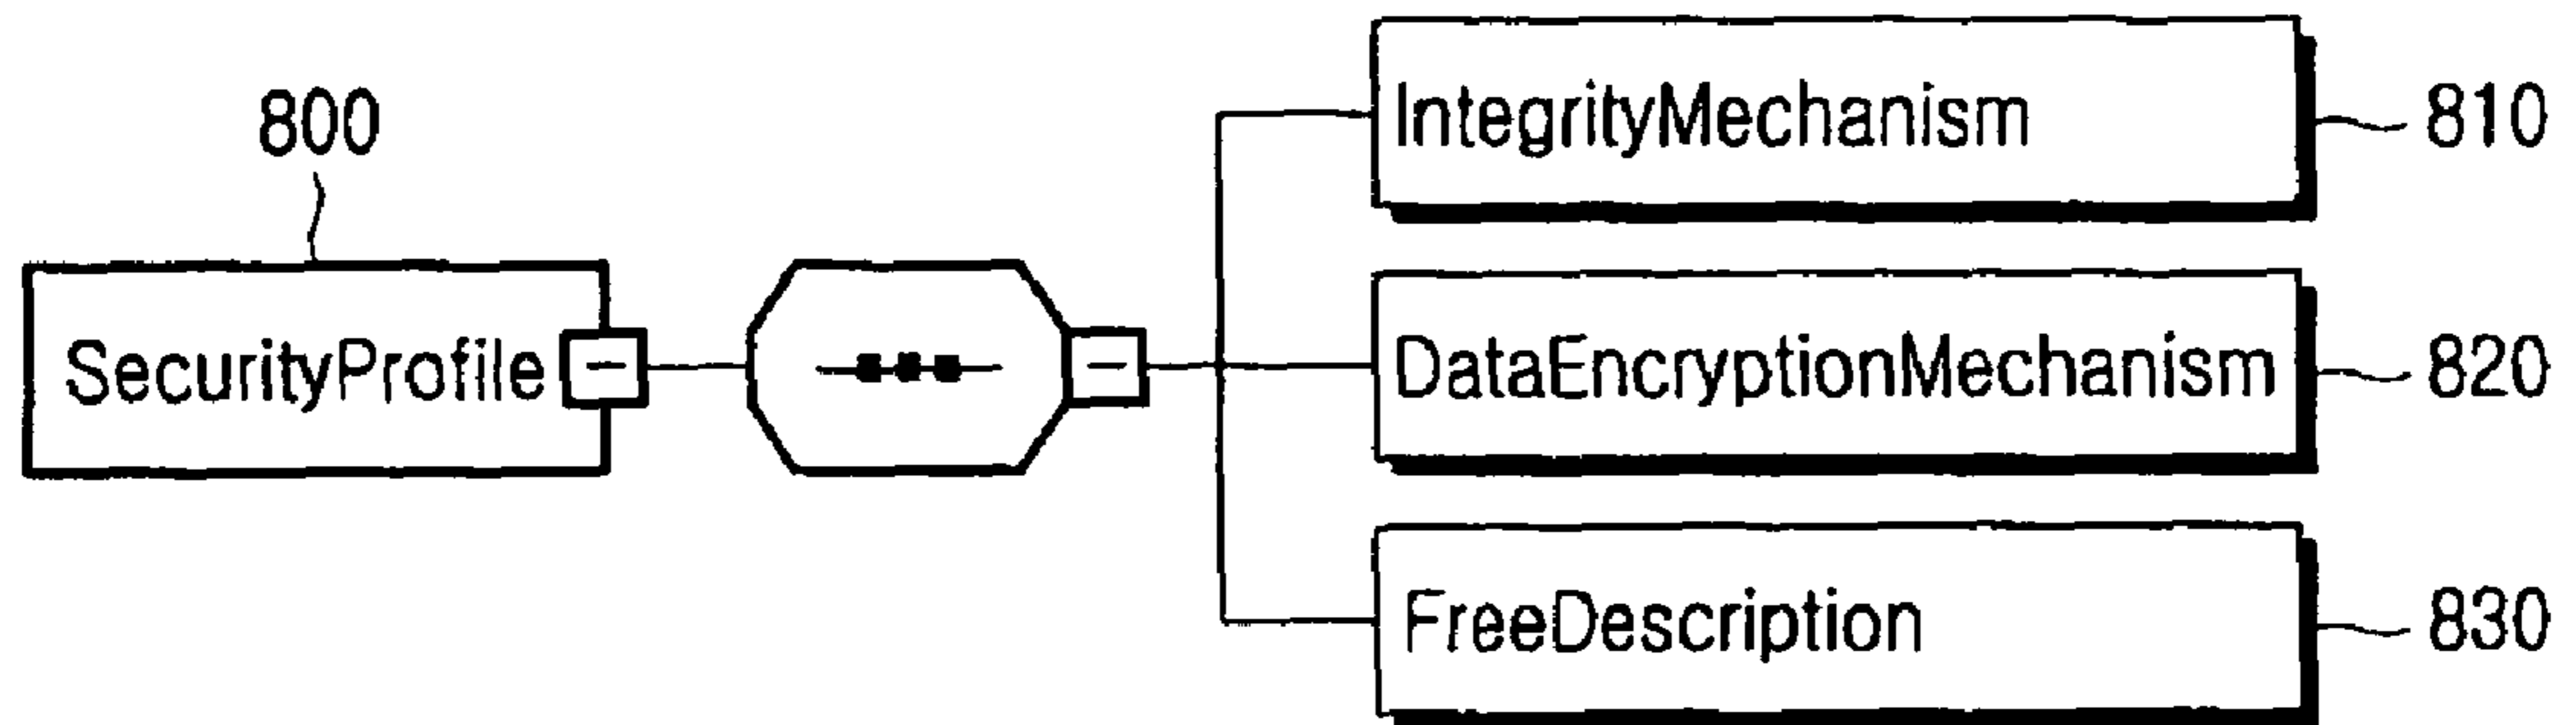 800
SecurityProfile
IntegrityMechanism
810
DataEncryptionMechanism
820
FreeDescription
830